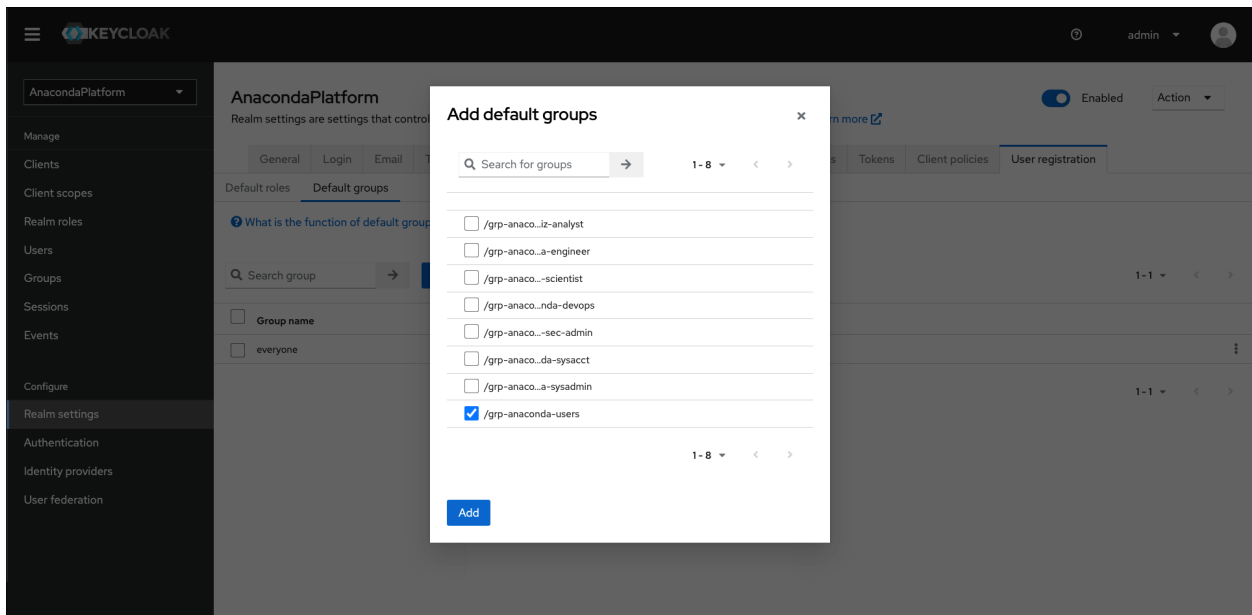 KEYCLOAK
admin
AnacondaPlatform
Manage
Clients
Client scopes
Realm roles
Users
Groups
Sessions
Events
Configure
Realm settings
Authentication
Identity providers
User federation
AnacondaPlatform
Enabled
Action
Realm settings are settings that control
rn more
General Login Email T
s Tokens Client policies User registration
Default roles Default groups
What is the function of default group
Search group
1-1
Group name
everyone
1-1
Add default groups
Search for groups
1-8
/grp-anaco...iz-analyst
/grp-anaco...a-engineer
/grp-anaco...-scientist
/grp-anaco...nda-devops
/grp-anaco...-sec-admin
/grp-anaco...da-sysacct
/grp-anaco...a-sysadmin
/grp-anaconda-users
1-8
Add